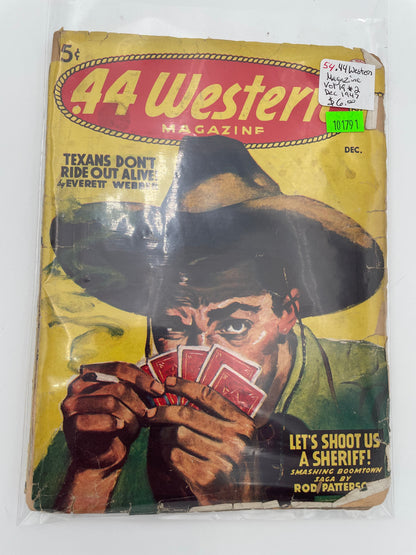 5¢
.44 Western
MAGAZINE
DEC.
54. .44 Western
Magazine
Vol 19 #2
Dec 1947
$6.00
101791
TEXANS DON'T
RIDE OUT ALIVE!
by EVERETT WEBBER
LET'S SHOOT US
A SHERIFF!
SMASHING BOOMTOWN
SAGA BY
ROD PATTERSON